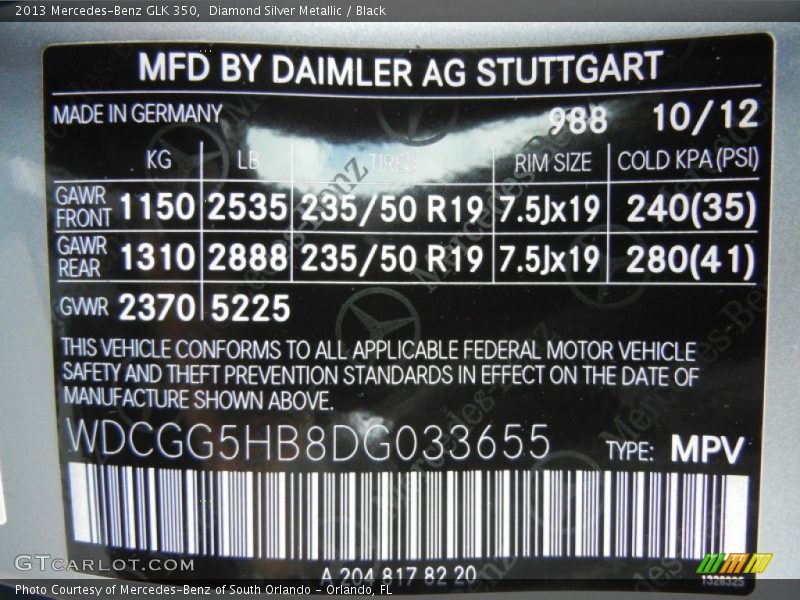 2013 Mercedes-Benz GLK 350, Diamond Silver Metallic / Black
MFD BY DAIMLER AG STUTTGART
MADE IN GERMANY 988 10/12
KG LB TIRES RIM SIZE COLD KPA (PSI)
GAWR FRONT 1150 2535 235/50 R19 7.5Jx19 240(35)
GAWR REAR 1310 2888 235/50 R19 7.5Jx19 280(41)
GVWR 2370 5225
THIS VEHICLE CONFORMS TO ALL APPLICABLE FEDERAL MOTOR VEHICLE
SAFETY AND THEFT PREVENTION STANDARDS IN EFFECT ON THE DATE OF
MANUFACTURE SHOWN ABOVE.
WDCGG5HB8DG033655 TYPE: MPV
A 204 817 82 20
GTCARLOT.COM
1328325
Photo Courtesy of Mercedes-Benz of South Orlando - Orlando, FL